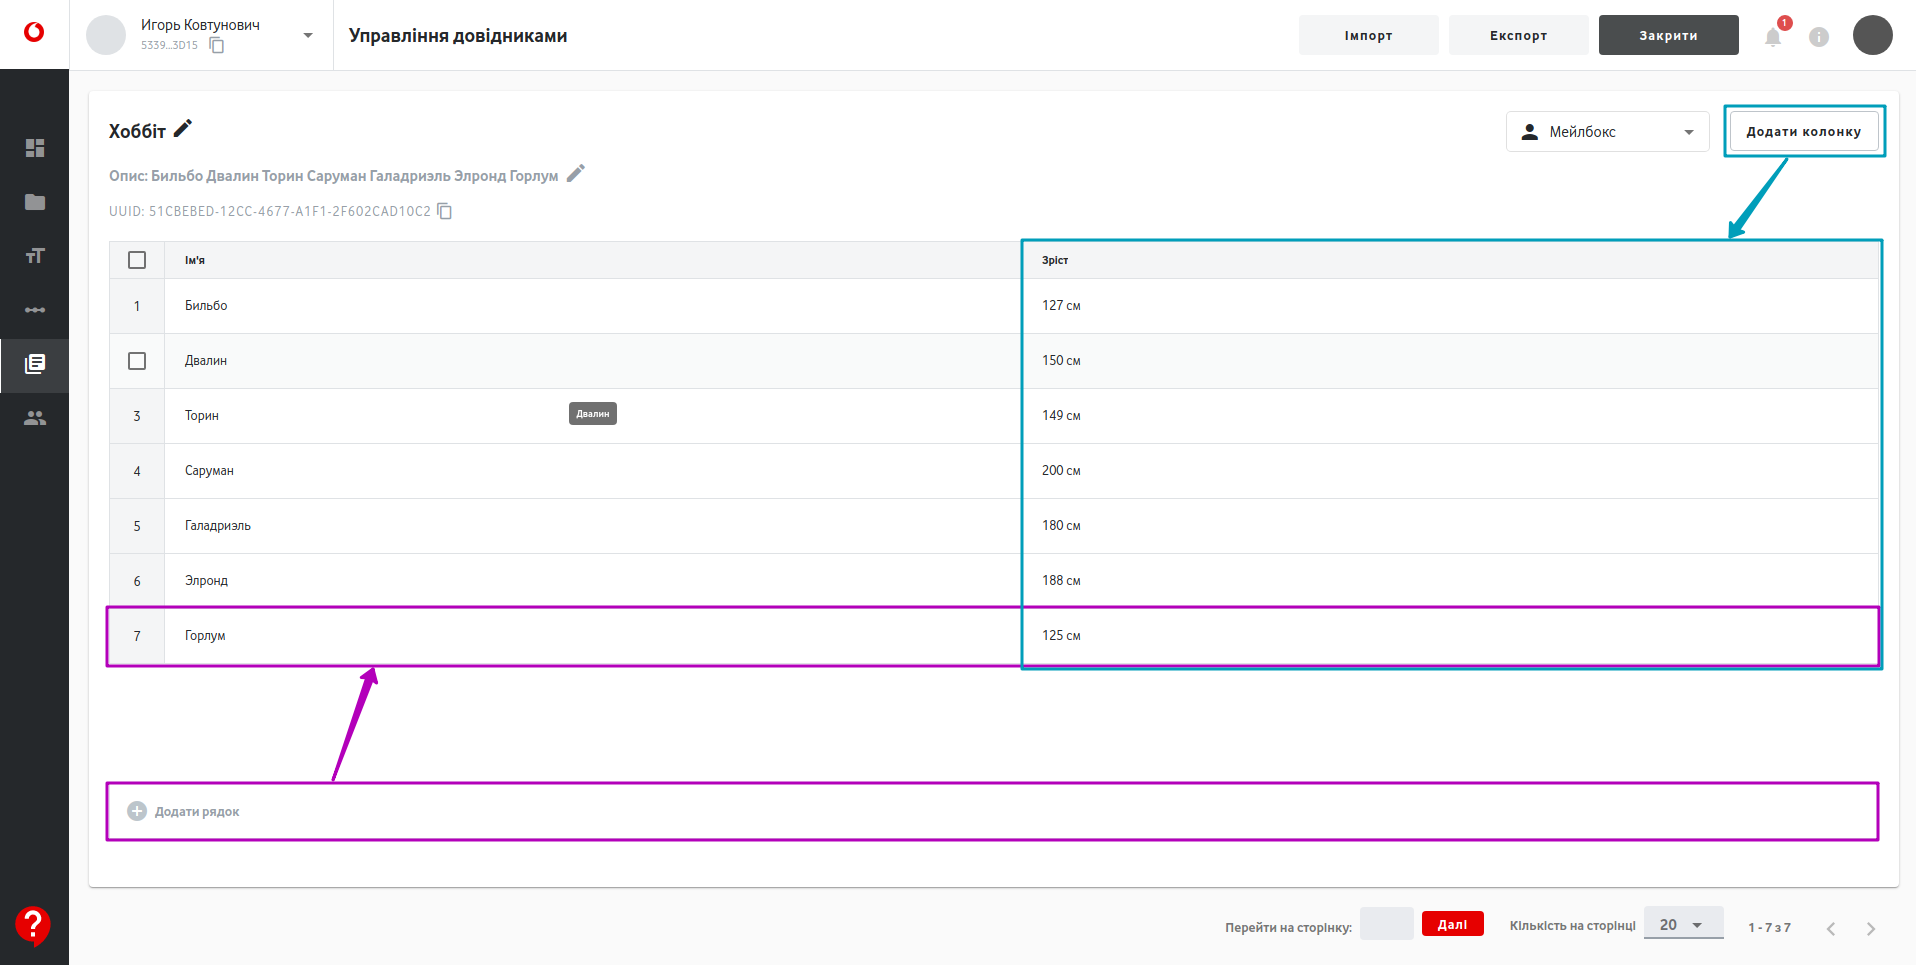 Игорь Ковтунович
5339...3D15
Управління довідниками
Імпорт
Експорт
Закрити
1
Хоббіт
Мейлбокс
Додати колонку
Опис: Бильбо Двалин Торин Саруман Галадриэль Элронд Горлум
UUID: 51CBEBED-12CC-4677-A1F1-2F602CAD10C2
Ім'я Зріст
1 Бильбо 127 см
Двалин 150 см
3 Торин 149 см
Двалин
4 Саруман 200 см
5 Галадриэль 180 см
6 Элронд 188 см
7 Горлум 125 см
Додати рядок
Перейти на сторінку: Далі Кількість на сторінці 20 1 - 7 з 7